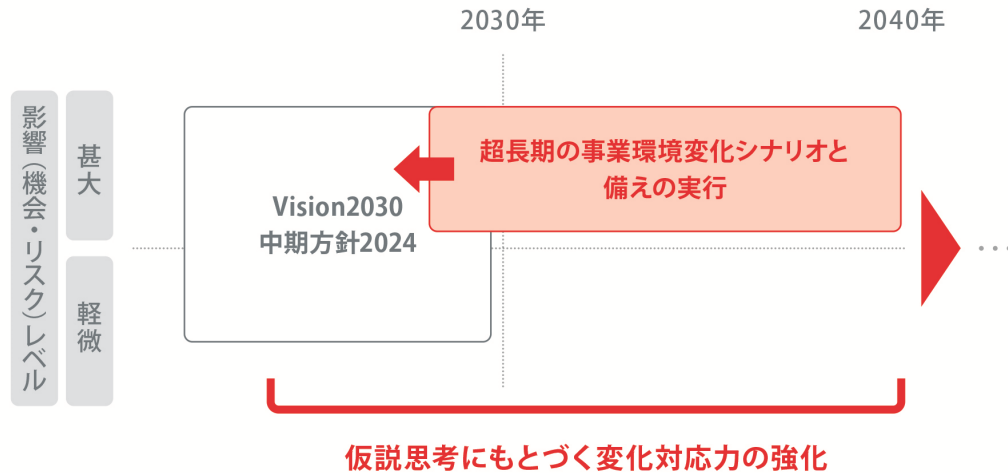 2030年
2040年
影響（機会・リスク）レベル
甚大
軽微
Vision2030
中期方針2024
超長期の事業環境変化シナリオと
備えの実行
仮説思考にもとづく変化対応力の強化